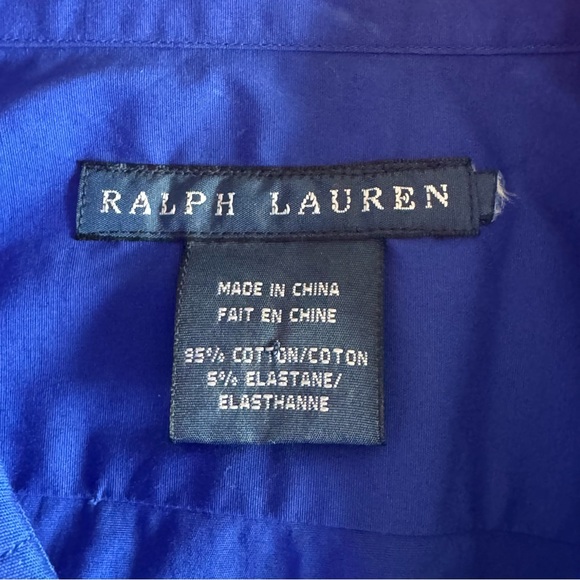 RALPH LAUREN
MADE IN CHINA
FAIT EN CHINE
95% COTTON/COTON
5% ELASTANE/
ELASTHANNE